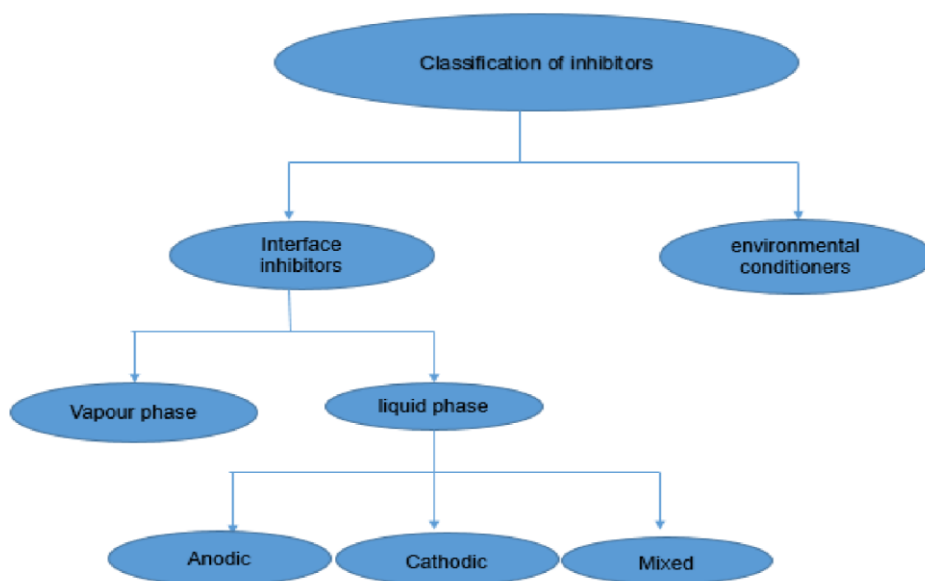 Classification of inhibitors
Interface
inhibitors
environmental
conditioners
Vapour phase
liquid phase
Anodic
Cathodic
Mixed